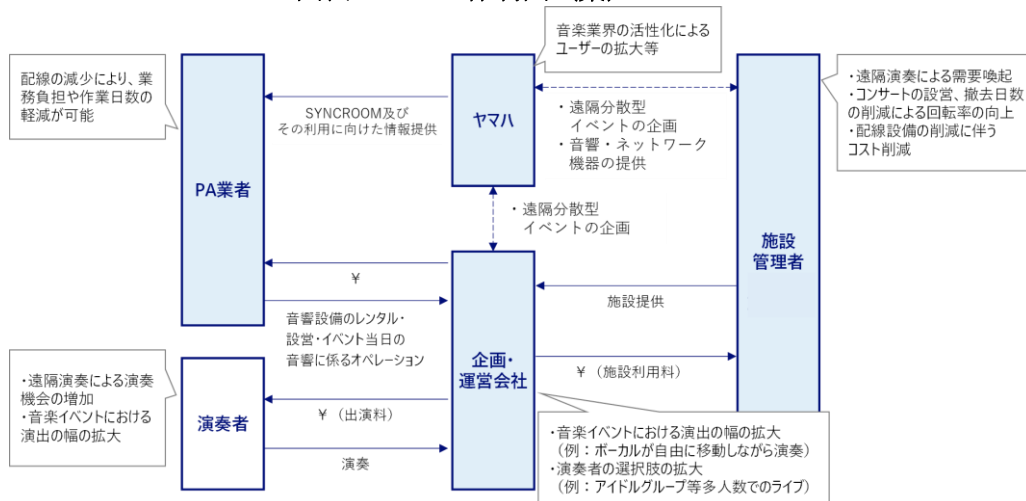 音楽業界の活性化による
ユーザーの拡大等
配線の減少により、業
務負担や作業日数の
軽減が可能
SYNCROOM及び
その利用に向けた情報提供
ヤマハ
・遠隔分散型
イベントの企画
・音響・ネットワーク
機器の提供
・遠隔演奏による需要喚起
・コンサートの設営、撤去日数
の削減による回転率の向上
・配線設備の削減に伴う
コスト削減
PA業者
・遠隔分散型
イベントの企画
施設
管理者
¥
施設提供
音響設備のレンタル・
設営・イベント当日の
音響に係るオペレーション
企画・
運営会社
¥（施設利用料）
・遠隔演奏による演奏
機会の増加
・音楽イベントにおける
演出の幅の拡大
演奏者
¥（出演料）
演奏
・音楽イベントにおける演出の幅の拡大
（例：ボーカルが自由に移動しながら演奏）
・演奏者の選択肢の拡大
（例：アイドルグループ等多人数でのライブ）